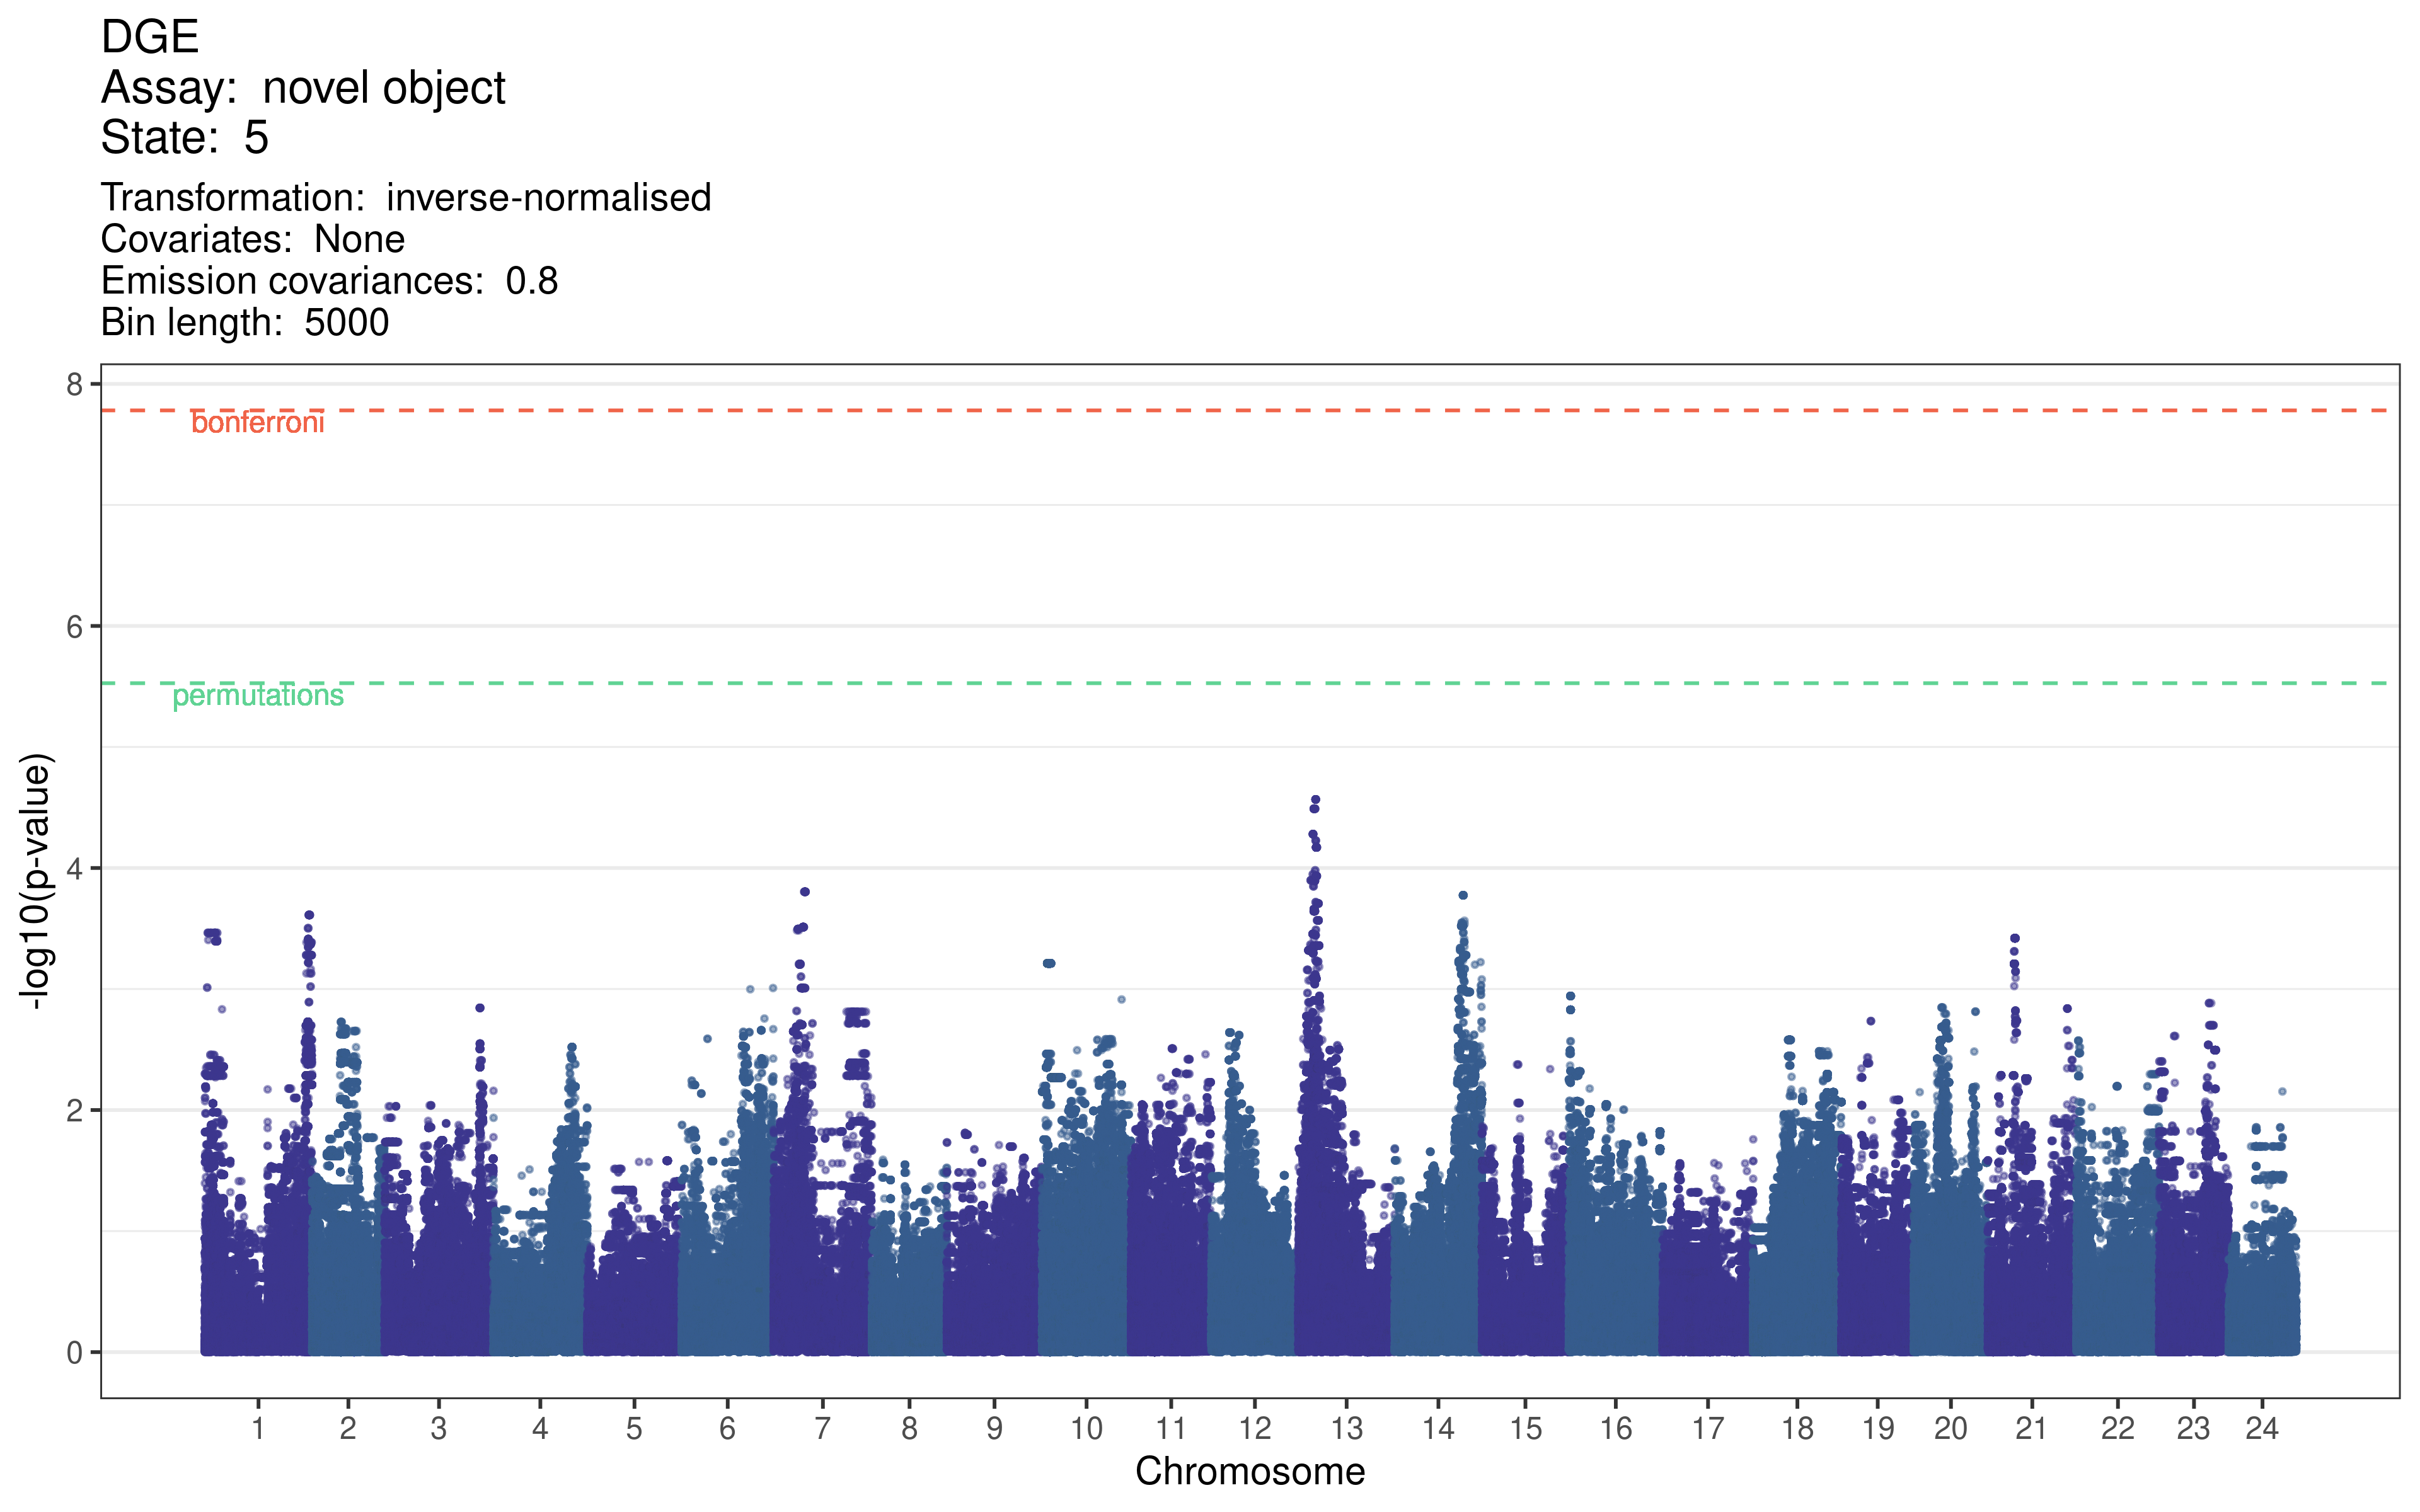 DGE
Assay:  novel object
State:  5
Transformation:  inverse-normalised
Covariates:  None
Emission covariances:  0.8
Bin length:  5000
8
bonferroni
6
permutations
4
2
0
-log10(p-value)
1 2 3 4 5 6 7 8 9 10 11 12 13 14 15 16 17 18 19 20 21 22 23 24
Chromosome